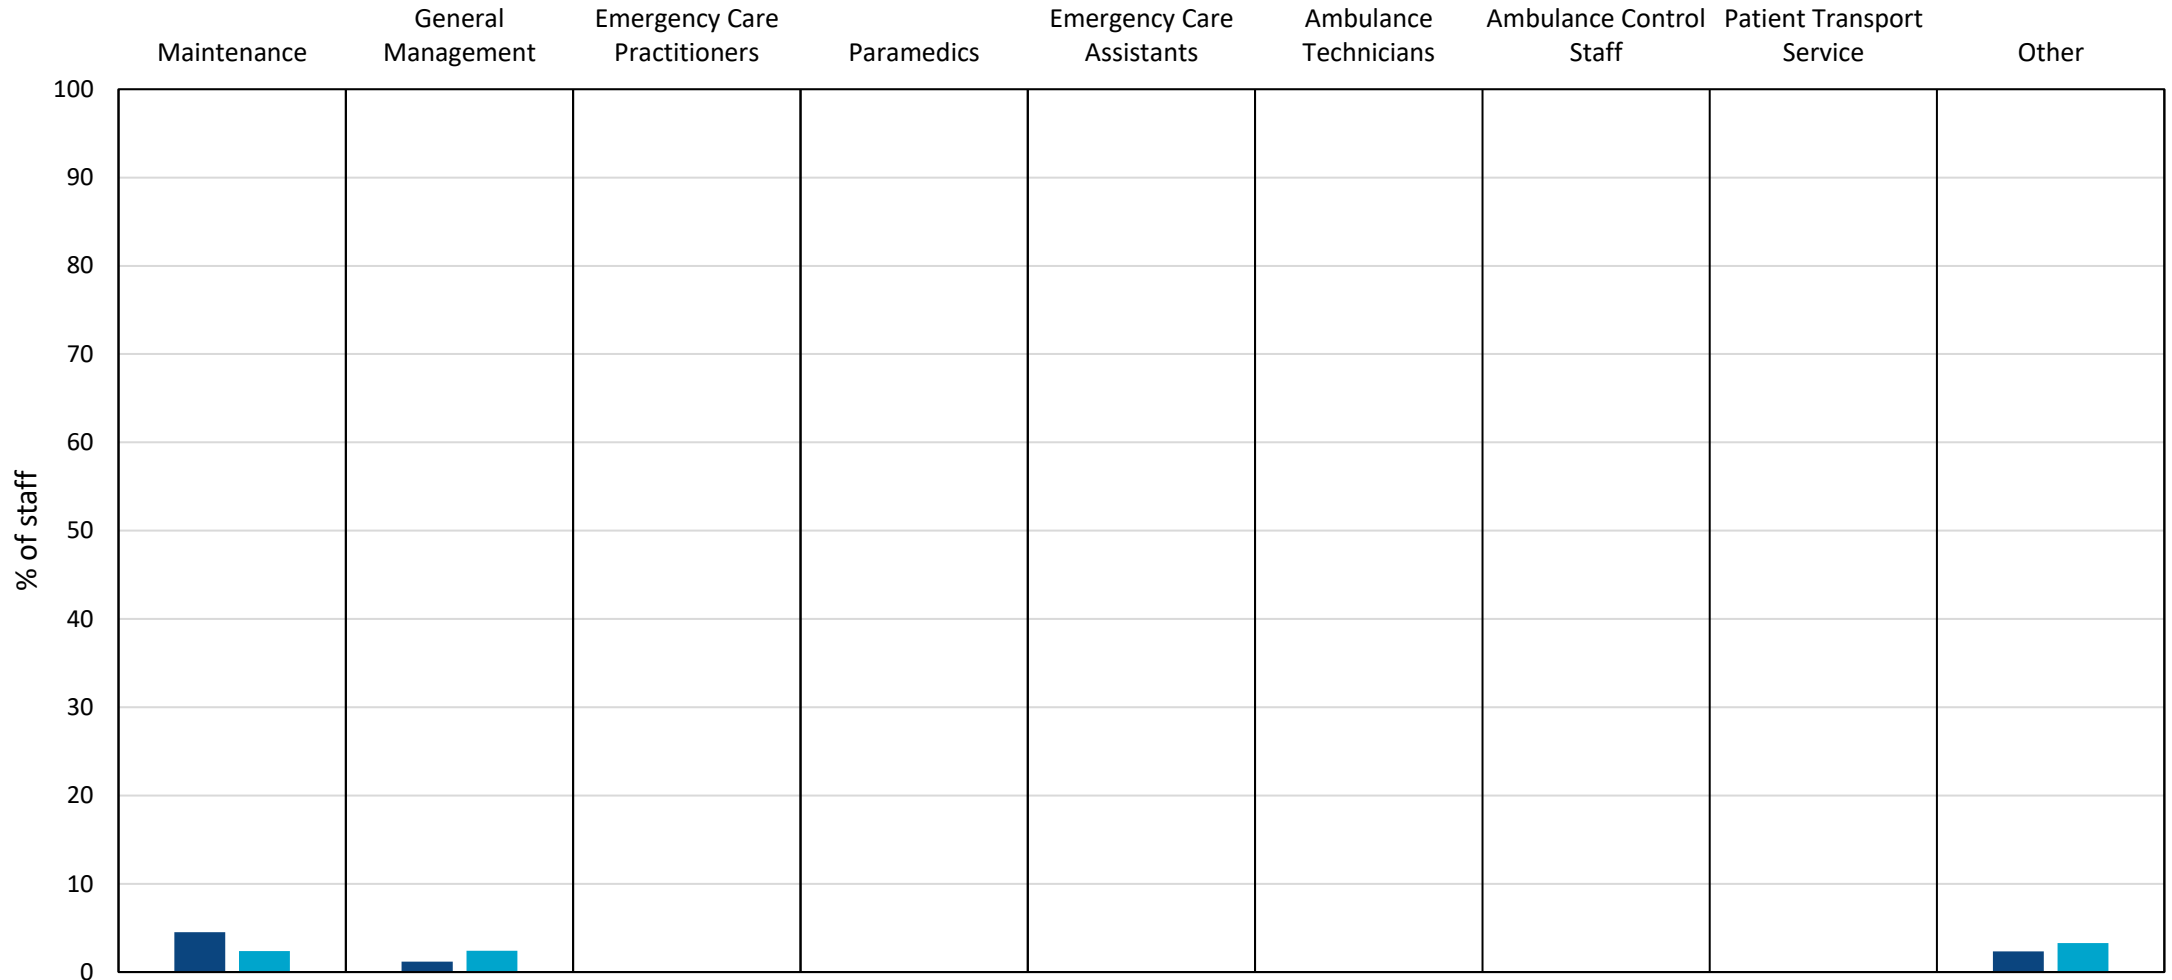 General
Emergency Care
Emergency Care
Ambulance
Ambulance Control
Patient Transport
Maintenance
Management
Practitioners
Paramedics
Assistants
Technicians
Staff
Service
Other
100
90
80
70
60
50
40
30
20
10
0
% of staff